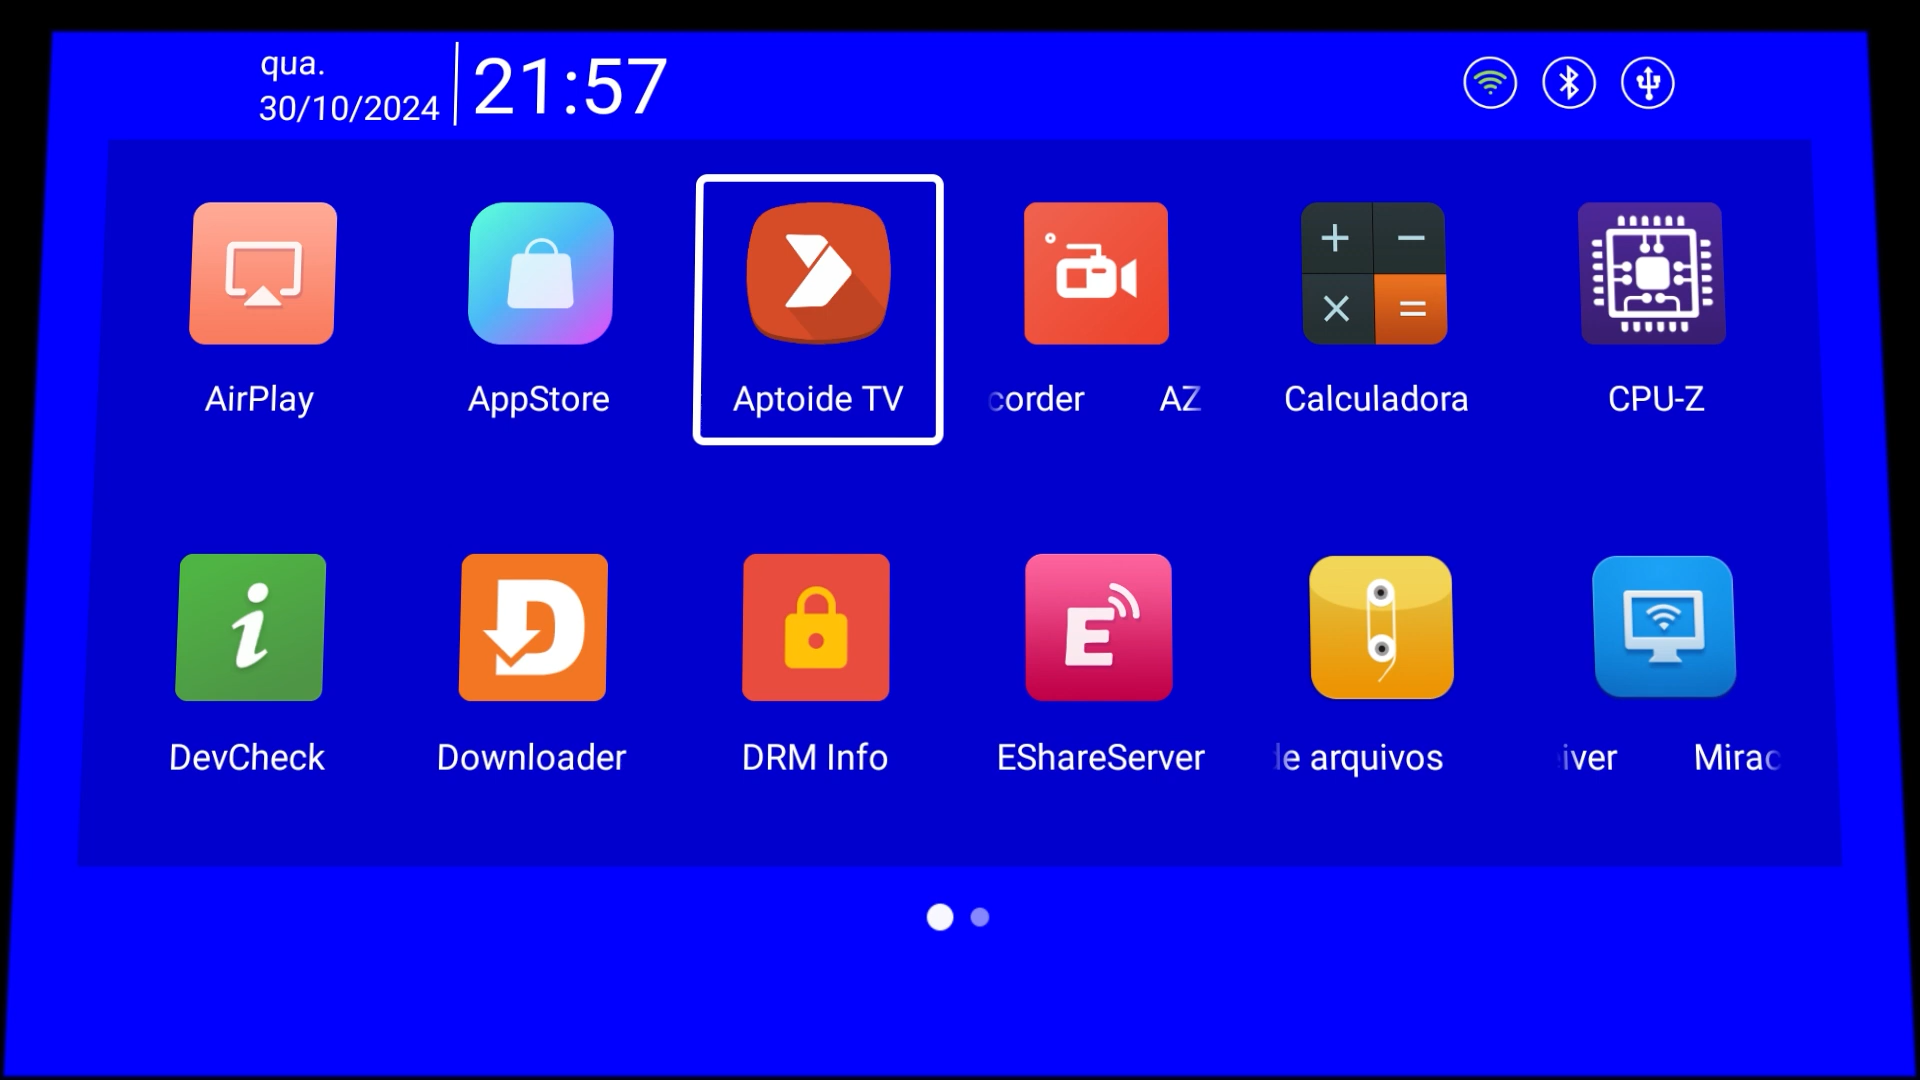 qua.
30/10/2024
21:57
AirPlay
AppStore
Aptoide TV
corder AZ
Calculadora
CPU-Z
DevCheck
Downloader
DRM Info
EShareServer
de arquivos
iver Mirac